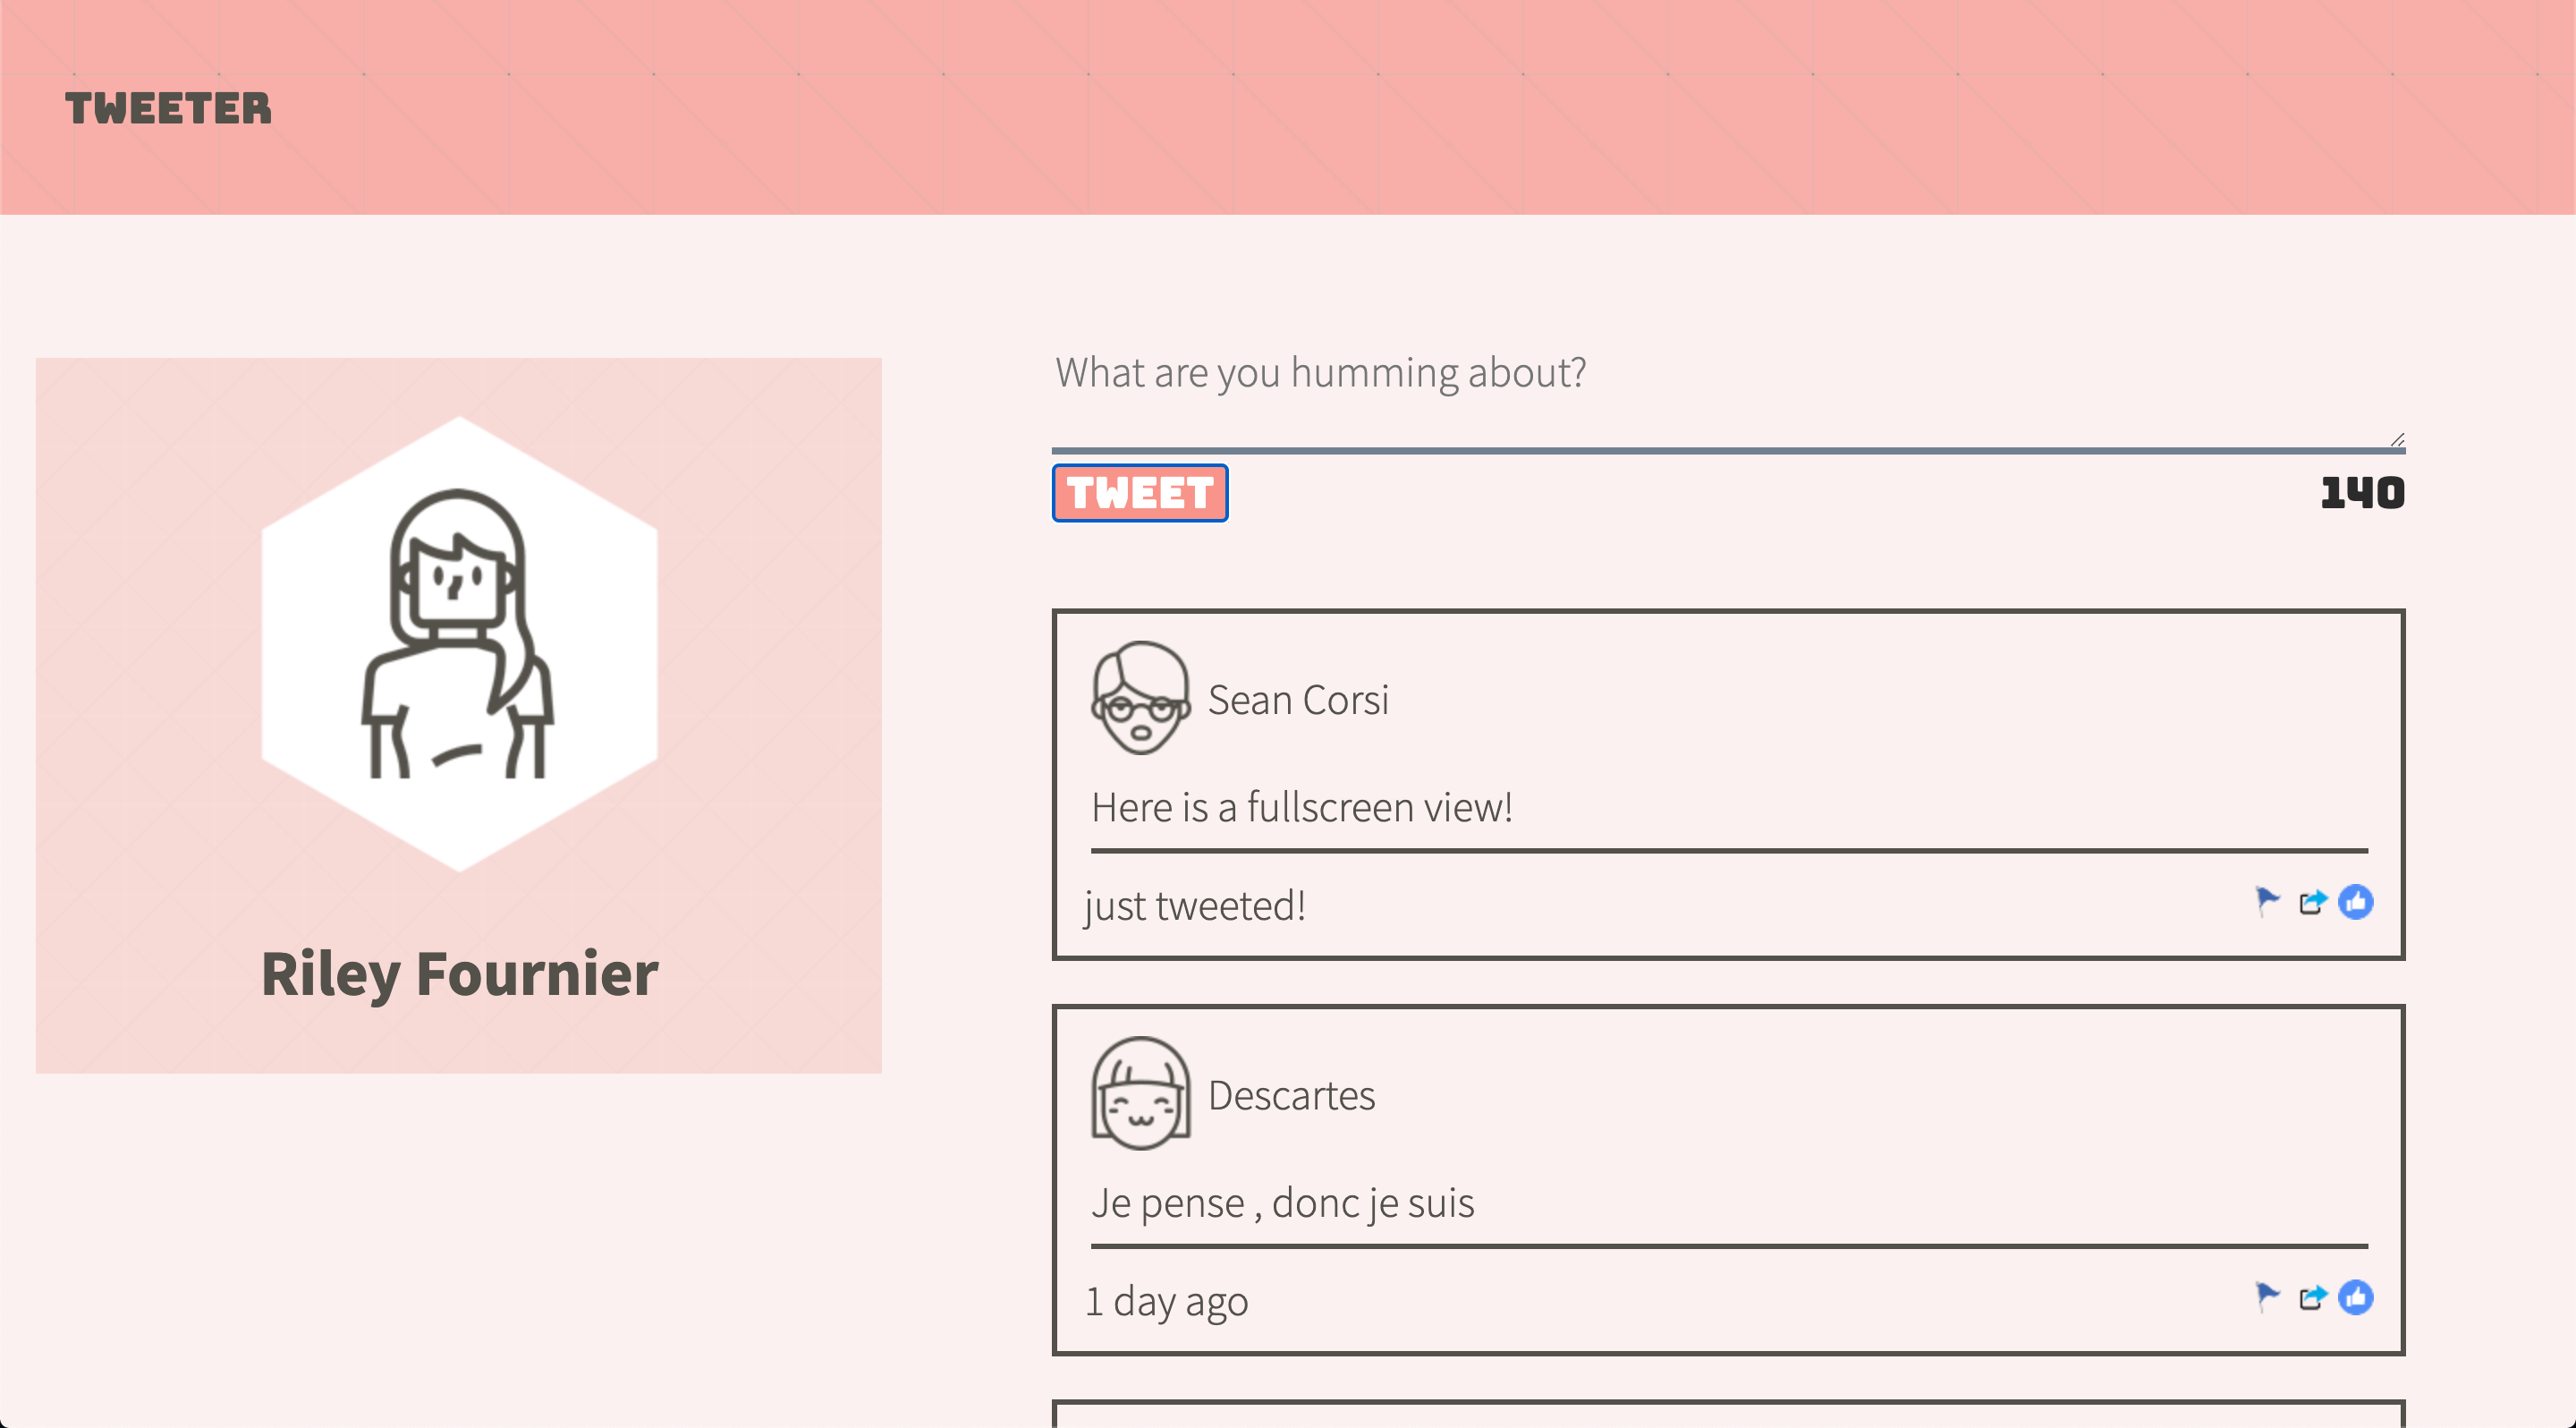 TWEETER
Riley Fournier
What are you humming about?
TWEET
140
Sean Corsi
Here is a fullscreen view!
just tweeted!
Descartes
Je pense , donc je suis
1 day ago